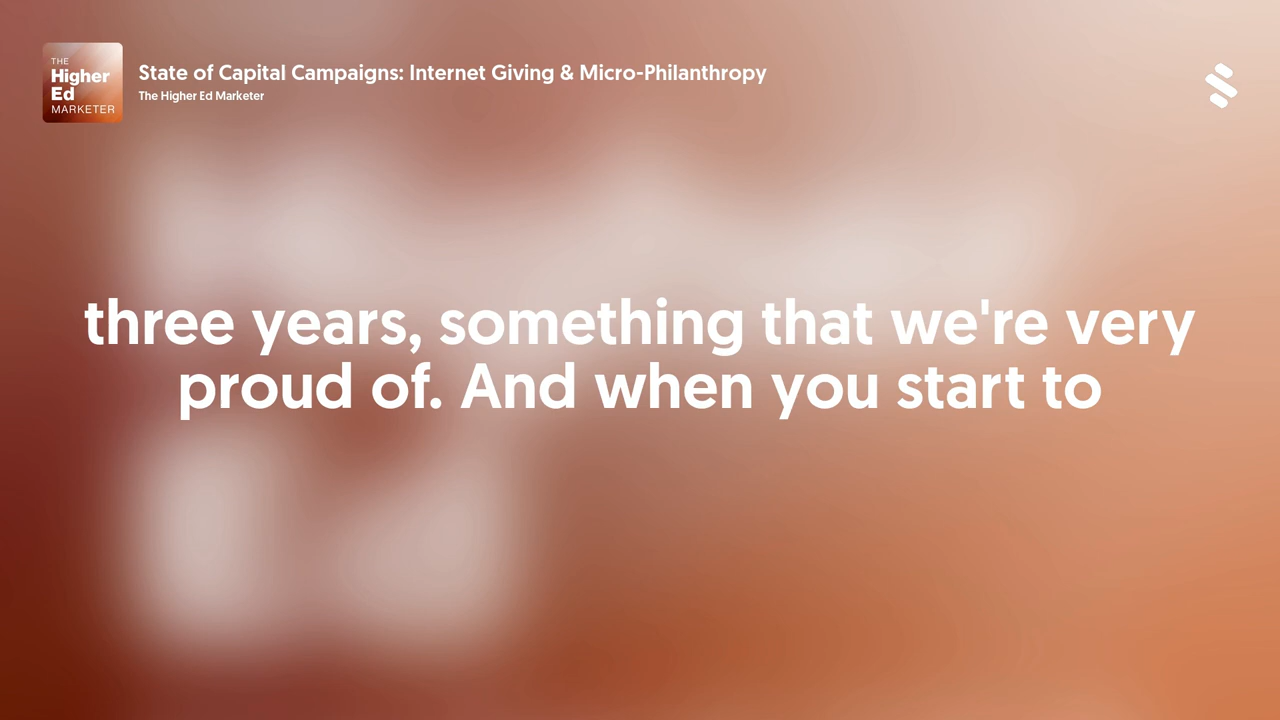 THE
Higher
Ed
MARKETER
State of Capital Campaigns: Internet Giving & Micro-Philanthropy
The Higher Ed Marketer
three years, something that we're very
proud of. And when you start to